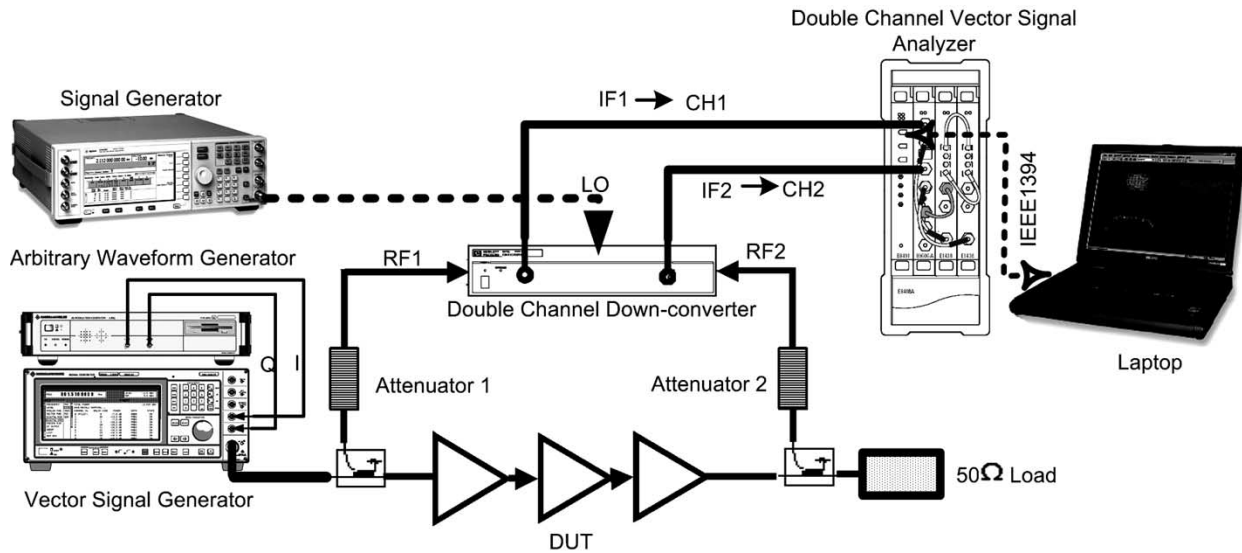 Double Channel Vector Signal
Analyzer
Signal Generator
IF1
CH1
LO
IF2
CH2
IEEE1394
Arbitrary Waveform Generator
RF1
RF2
Double Channel Down-converter
Laptop
Q
I
Attenuator 1
Attenuator 2
Vector Signal Generator
50Ω Load
DUT